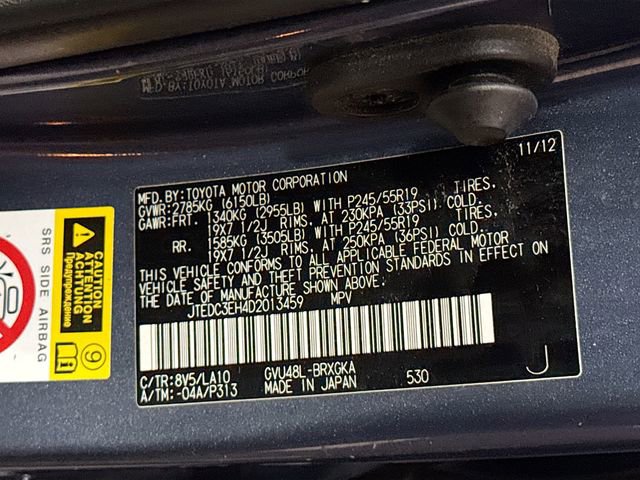 11/12
MFD.BY:TOYOTA MOTOR CORPORATION
GVWR:2785KG (6150LB)
GAWR:FRT. 1340KG (2955LB) WITH P245/55R19 TIRES,
19X7 1/2J RIMS, AT 230KPA (33PSI) COLD.
RR. 1585KG (3505LB) WITH P245/55R19 TIRES,
19X7 1/2J RIMS, AT 250KPA (36PSI) COLD.
THIS VEHICLE CONFORMS TO ALL APPLICABLE FEDERAL MOTOR
VEHICLE SAFETY AND THEFT PREVENTION STANDARDS IN EFFECT ON
THE DATE OF MANUFACTURE SHOWN ABOVE.
JTEDC3EH4D2013459 MPV
C/TR:8V5/LA10 GVU48L-BRXGKA
A/TM:-04A/P313 MADE IN JAPAN 530 J
CAUTION
ATTENTION
ACHTUNG
Предупреждение
SRS SIDE AIRBAG
9